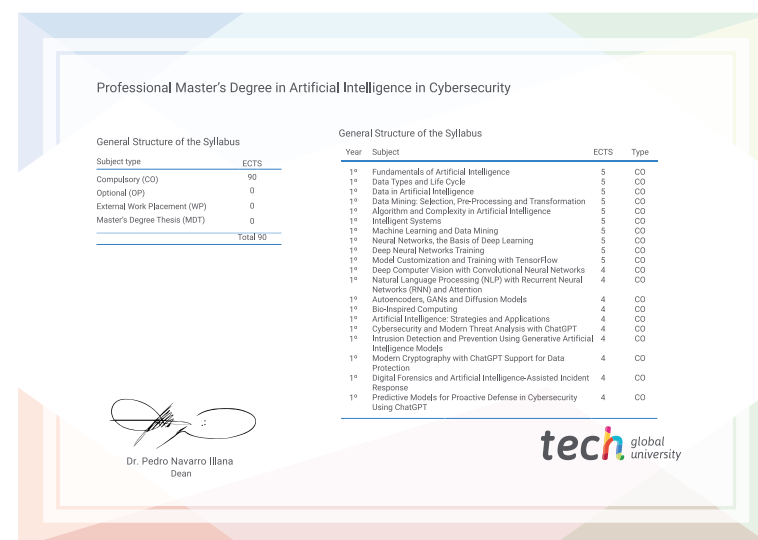 Professional Master's Degree in Artificial Intelligence in Cybersecurity
General Structure of the Syllabus
Subject type ECTS
Compulsory (CO) 90
Optional (OP) 0
External Work Placement (WP) 0
Master's Degree Thesis (MDT) 0
Total 90
General Structure of the Syllabus
Year Subject ECTS Type
1º Fundamentals of Artificial Intelligence 5 CO
1º Data Types and Life Cycle 5 CO
1º Data in Artificial Intelligence 5 CO
1º Data Mining: Selection, Pre-Processing and Transformation 5 CO
1º Algorithm and Complexity in Artificial Intelligence 5 CO
1º Intelligent Systems 5 CO
1º Machine Learning and Data Mining 5 CO
1º Neural Networks, the Basis of Deep Learning 5 CO
1º Deep Neural Networks Training 5 CO
1º Model Customization and Training with TensorFlow 5 CO
1º Deep Computer Vision with Convolutional Neural Networks 4 CO
1º Natural Language Processing (NLP) with Recurrent Neural 4 CO
Networks (RNN) and Attention
1º Autoencoders, GANs and Diffusion Models 4 CO
1º Bio-Inspired Computing 4 CO
1º Artificial Intelligence: Strategies and Applications 4 CO
1º Cybersecurity and Modern Threat Analysis with ChatGPT 4 CO
1º Intrusion Detection and Prevention Using Generative Artificial 4 CO
Intelligence Models
1º Modern Cryptography with ChatGPT Support for Data 4 CO
Protection
1º Digital Forensics and Artificial Intelligence-Assisted Incident 4 CO
Response
1º Predictive Models for Proactive Defense in Cybersecurity 4 CO
Using ChatGPT
Dr. Pedro Navarro Illana
Dean
tech global
university